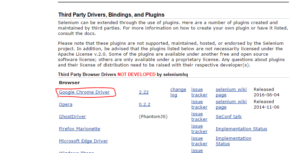 Third Party Drivers, Bindings, and Plugins
Selenium can be extended through the use of plugins. Here are a number of plugins created and
maintained by third parties. For more information on how to create your own plugin or have it listed,
consult the docs.
Please note that these plugins are not supported, maintained, hosted, or endorsed by the Selenium
project. In addition, be advised that the plugins listed below are not necessarily licensed under the
Apache License v.2.0. Some of the plugins are available under another free and open source
software license; others are only available under a proprietary license. Any questions about plugins
and their license of distribution need to be raised with their respective developer(s).
Third Party Browser Drivers NOT DEVELOPED by seleniumhq
Browser
Google Chrome Driver 2.22 change log issue tracker selenium wiki page Released 2016-06-04
Opera 0.2.2 issue tracker selenium wiki page Released 2014-11-06
GhostDriver (PhantomJS) issue tracker SeConf talk
Firefox Marionette issue tracker Implementation Status
Microsoft Edge Driver issue tracker Implementation Status